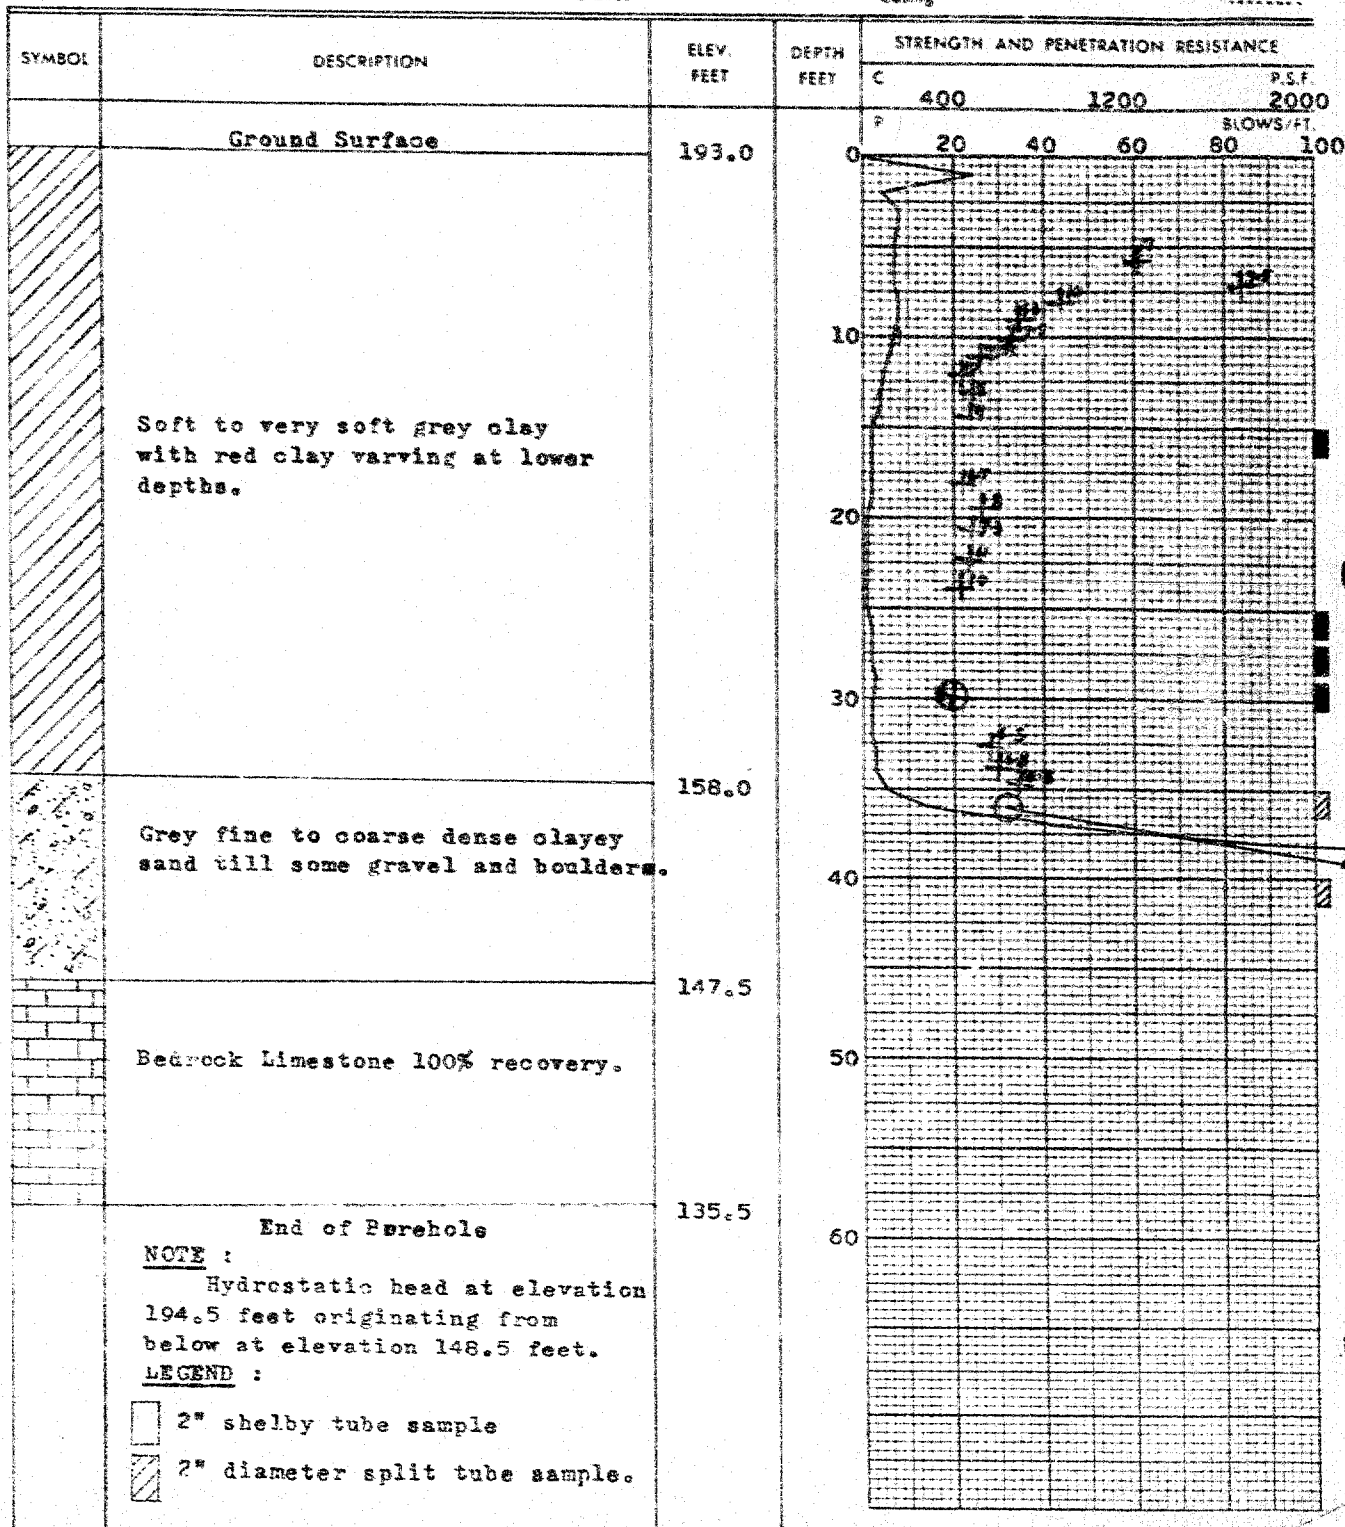 SYMBOL
DESCRIPTION
ELEV. FEET
DEPTH FEET
STRENGTH AND PENETRATION RESISTANCE
C P.S.F.
400 1200 2000
P BLOWS/FT.
20 40 60 80 100
Ground Surface
193.0
0
10
Soft to very soft grey clay
with red clay varving at lower
depths.
20
30
158.0
Grey fine to coarse dense clayey
sand till some gravel and boulders.
40
147.5
Bedrock Limestone 100% recovery.
50
135.5
End of Borehole
60
NOTE :
Hydrostatic head at elevation
194.5 feet originating from
below at elevation 148.5 feet.
LEGEND :
2" shelby tube sample
2" diameter split tube sample.